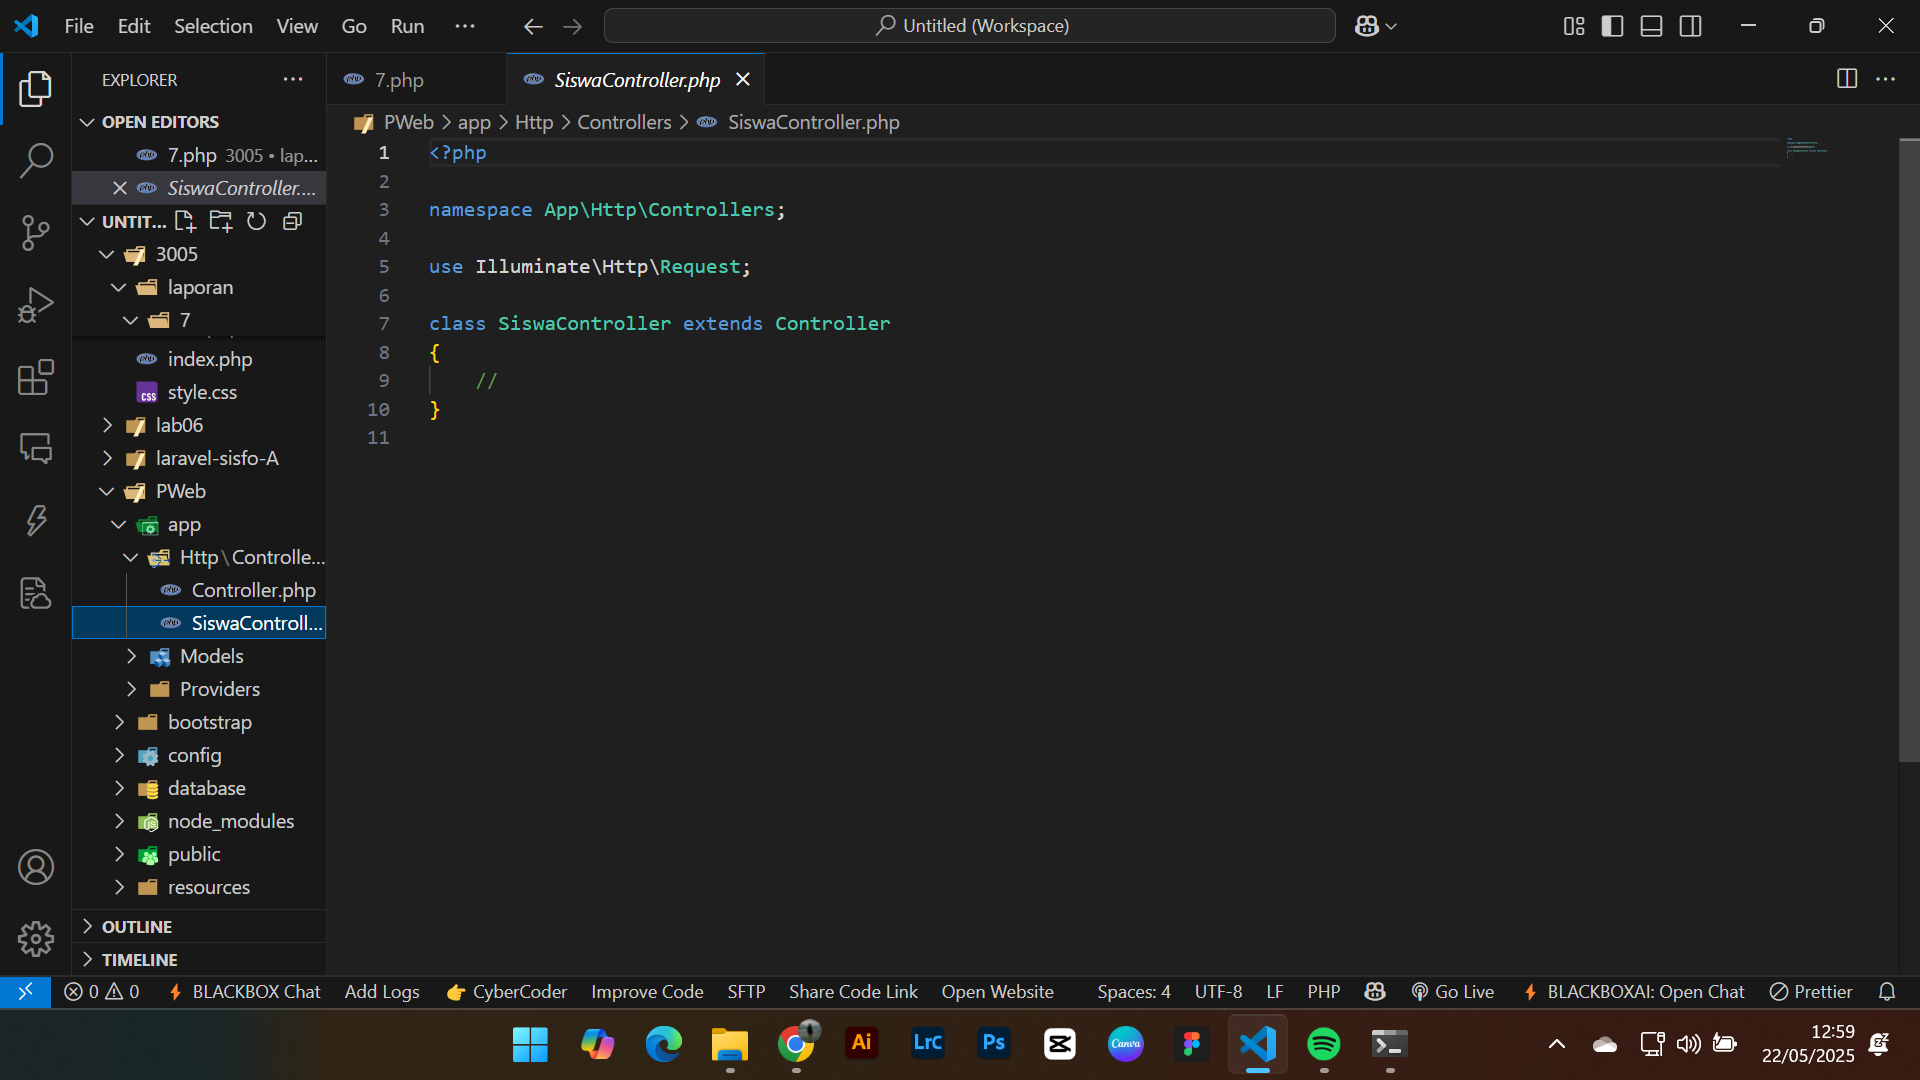 File Edit Selection View Go Run ··· Untitled (Workspace)
EXPLORER ···
OPEN EDITORS
7.php 3005 • lap...
SiswaController....
UNTIT...
3005
laporan
7
index.php
style.css
lab06
laravel-sisfo-A
PWeb
app
Http\Controlle...
Controller.php
SiswaControll...
Models
Providers
bootstrap
config
database
node_modules
public
resources
OUTLINE
TIMELINE
7.php SiswaController.php
PWeb > app > Http > Controllers > SiswaController.php
1 <?php
2
3 namespace App\Http\Controllers;
4
5 use Illuminate\Http\Request;
6
7 class SiswaController extends Controller
8 {
9 //
10 }
11
0 0 BLACKBOX Chat Add Logs CyberCoder Improve Code SFTP Share Code Link Open Website Spaces: 4 UTF-8 LF PHP Go Live BLACKBOXAI: Open Chat Prettier
Ai LrC Ps Canva
12:59
22/05/2025